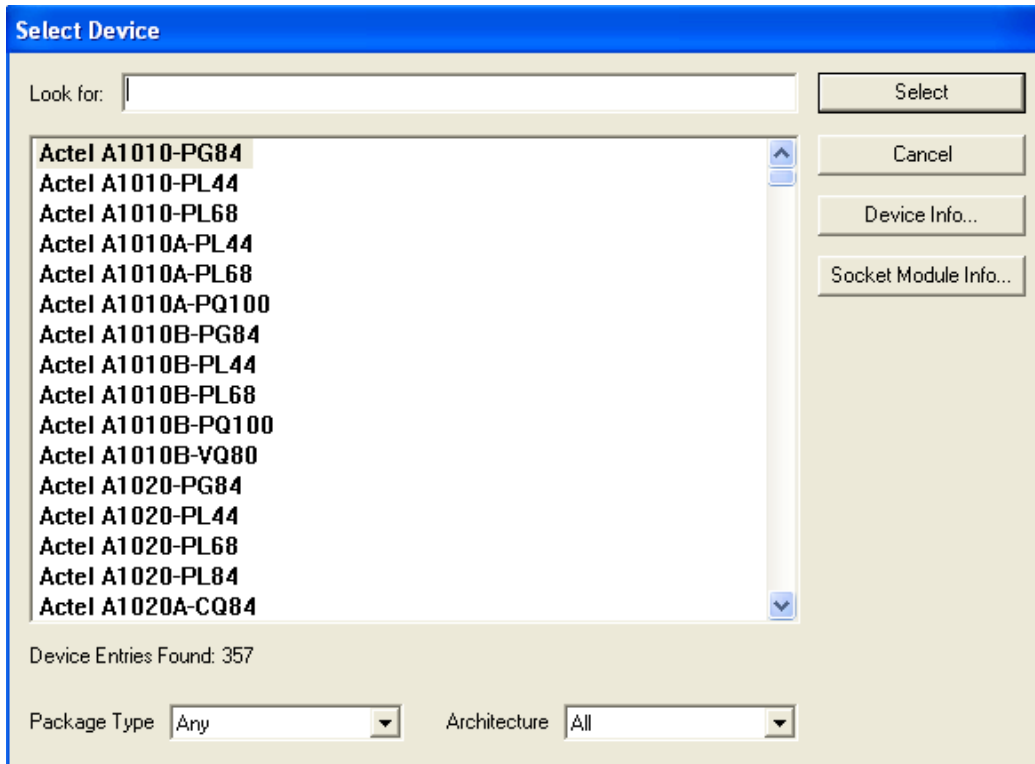 Select Device
Look for:
Select
Actel A1010-PG84
Actel A1010-PL44
Actel A1010-PL68
Actel A1010A-PL44
Actel A1010A-PL68
Actel A1010A-PQ100
Actel A1010B-PG84
Actel A1010B-PL44
Actel A1010B-PL68
Actel A1010B-PQ100
Actel A1010B-VQ80
Actel A1020-PG84
Actel A1020-PL44
Actel A1020-PL68
Actel A1020-PL84
Actel A1020A-CQ84
Cancel
Device Info...
Socket Module Info...
Device Entries Found: 357
Package Type Any Architecture All